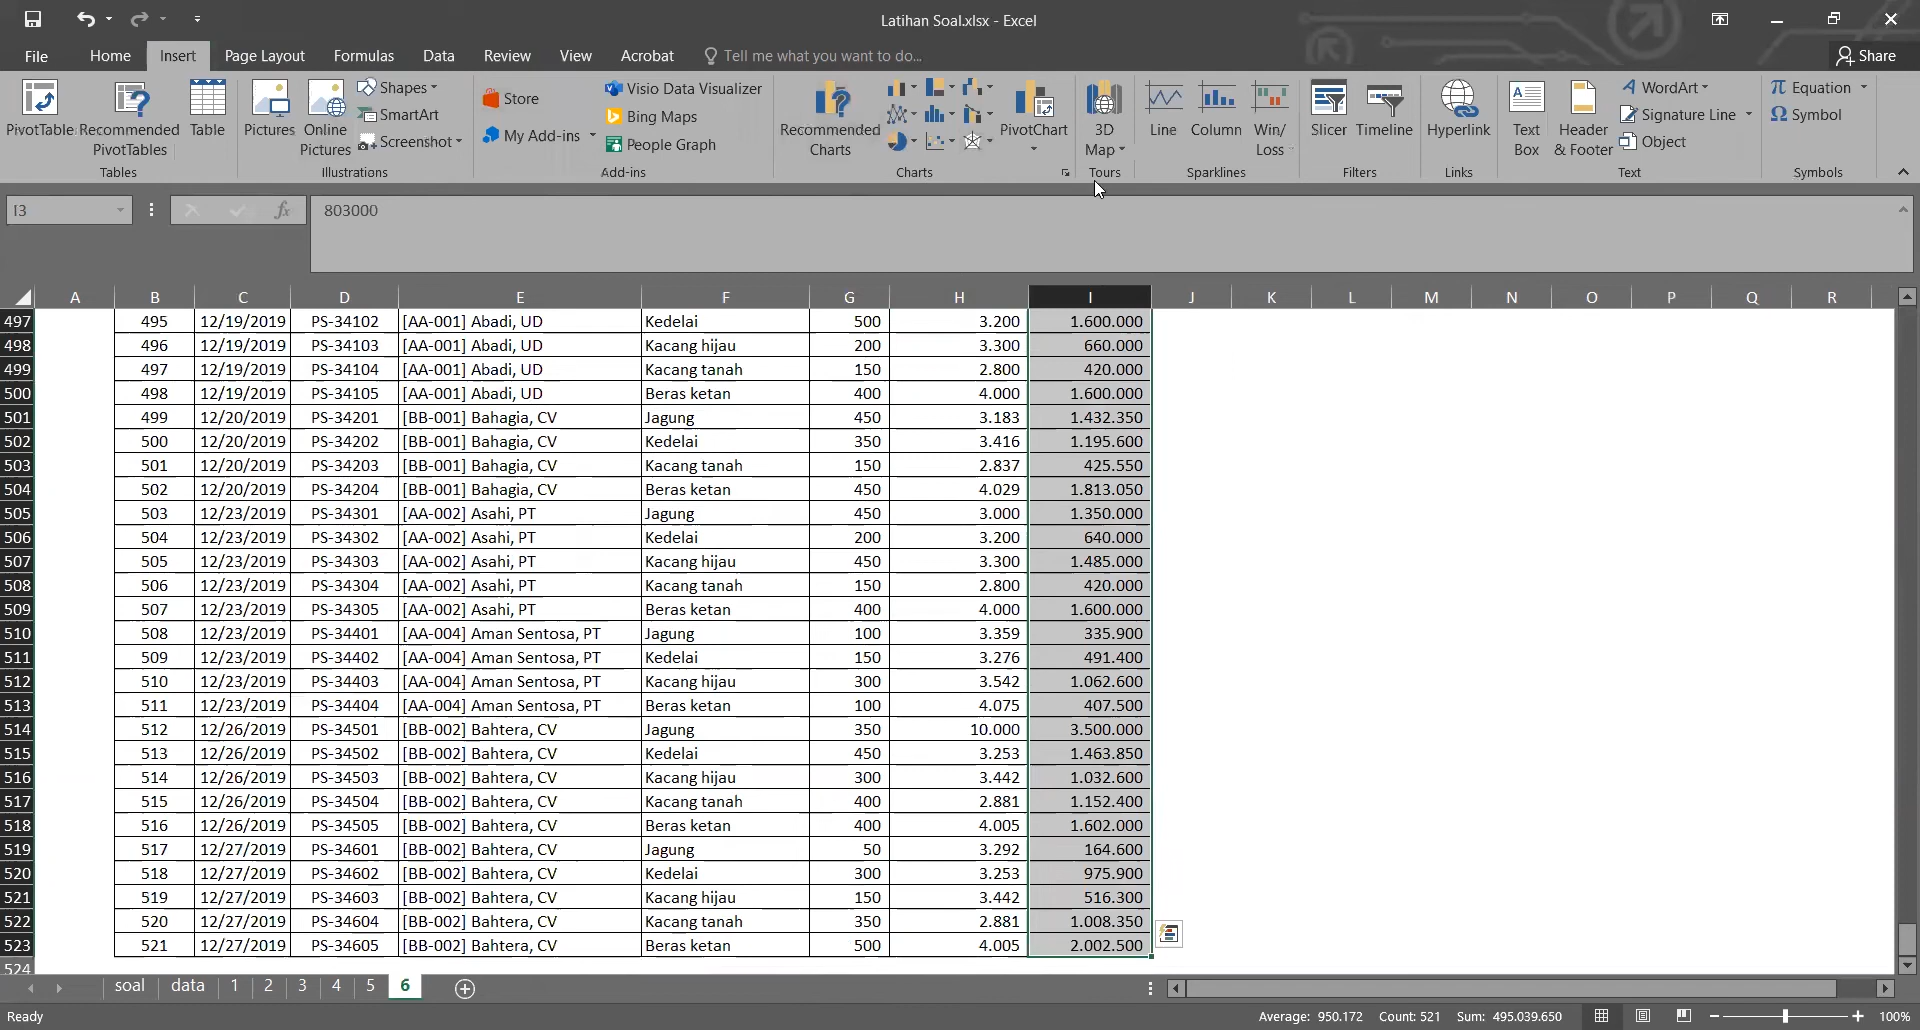 Latihan Soal.xlsx - Excel
File Home Insert Page Layout Formulas Data Review View Acrobat Tell me what you want to do... Share
PivotTable Recommended PivotTables Table
Tables
Pictures Online Pictures Shapes SmartArt Screenshot
Illustrations
Store My Add-ins Visio Data Visualizer Bing Maps People Graph
Add-ins
Recommended Charts PivotChart
Charts
3D Map
Tours
Line Column Win/ Loss
Sparklines
Slicer Timeline
Filters
Hyperlink
Links
Text Box Header & Footer WordArt Signature Line Object
Text
Equation Symbol
Symbols
I3 fx 803000
A B C D E F G H I J K L M N O P Q R
497 495 12/19/2019 PS-34102 [AA-001] Abadi, UD Kedelai 500 3.200 1.600.000
498 496 12/19/2019 PS-34103 [AA-001] Abadi, UD Kacang hijau 200 3.300 660.000
499 497 12/19/2019 PS-34104 [AA-001] Abadi, UD Kacang tanah 150 2.800 420.000
500 498 12/19/2019 PS-34105 [AA-001] Abadi, UD Beras ketan 400 4.000 1.600.000
501 499 12/20/2019 PS-34201 [BB-001] Bahagia, CV Jagung 450 3.183 1.432.350
502 500 12/20/2019 PS-34202 [BB-001] Bahagia, CV Kedelai 350 3.416 1.195.600
503 501 12/20/2019 PS-34203 [BB-001] Bahagia, CV Kacang tanah 150 2.837 425.550
504 502 12/20/2019 PS-34204 [BB-001] Bahagia, CV Beras ketan 450 4.029 1.813.050
505 503 12/23/2019 PS-34301 [AA-002] Asahi, PT Jagung 450 3.000 1.350.000
506 504 12/23/2019 PS-34302 [AA-002] Asahi, PT Kedelai 200 3.200 640.000
507 505 12/23/2019 PS-34303 [AA-002] Asahi, PT Kacang hijau 450 3.300 1.485.000
508 506 12/23/2019 PS-34304 [AA-002] Asahi, PT Kacang tanah 150 2.800 420.000
509 507 12/23/2019 PS-34305 [AA-002] Asahi, PT Beras ketan 400 4.000 1.600.000
510 508 12/23/2019 PS-34401 [AA-004] Aman Sentosa, PT Jagung 100 3.359 335.900
511 509 12/23/2019 PS-34402 [AA-004] Aman Sentosa, PT Kedelai 150 3.276 491.400
512 510 12/23/2019 PS-34403 [AA-004] Aman Sentosa, PT Kacang hijau 300 3.542 1.062.600
513 511 12/23/2019 PS-34404 [AA-004] Aman Sentosa, PT Beras ketan 100 4.075 407.500
514 512 12/26/2019 PS-34501 [BB-002] Bahtera, CV Jagung 350 10.000 3.500.000
515 513 12/26/2019 PS-34502 [BB-002] Bahtera, CV Kedelai 450 3.253 1.463.850
516 514 12/26/2019 PS-34503 [BB-002] Bahtera, CV Kacang hijau 300 3.442 1.032.600
517 515 12/26/2019 PS-34504 [BB-002] Bahtera, CV Kacang tanah 400 2.881 1.152.400
518 516 12/26/2019 PS-34505 [BB-002] Bahtera, CV Beras ketan 400 4.005 1.602.000
519 517 12/27/2019 PS-34601 [BB-002] Bahtera, CV Jagung 50 3.292 164.600
520 518 12/27/2019 PS-34602 [BB-002] Bahtera, CV Kedelai 300 3.253 975.900
521 519 12/27/2019 PS-34603 [BB-002] Bahtera, CV Kacang hijau 150 3.442 516.300
522 520 12/27/2019 PS-34604 [BB-002] Bahtera, CV Kacang tanah 350 2.881 1.008.350
523 521 12/27/2019 PS-34605 [BB-002] Bahtera, CV Beras ketan 500 4.005 2.002.500
524
soal data 1 2 3 4 5 6
Ready Average: 950.172 Count: 521 Sum: 495.039.650 100%